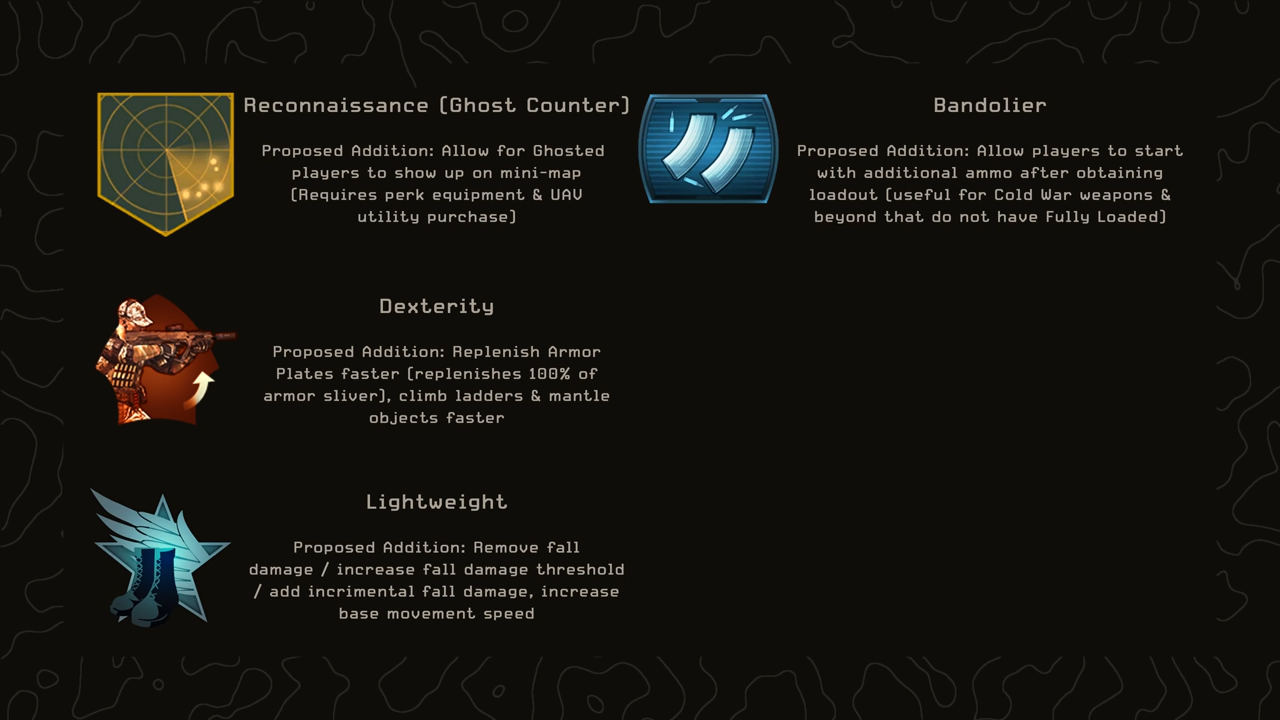 Reconnaissance (Ghost Counter)
Proposed Addition: Allow for Ghosted
players to show up on mini-map
(Requires perk equipment & UAV
utility purchase)
Bandolier
Proposed Addition: Allow players to start
with additional ammo after obtaining
loadout (useful for Cold War weapons &
beyond that do not have Fully Loaded)
Dexterity
Proposed Addition: Replenish Armor
Plates faster (replenishes 100% of
armor sliver), climb ladders & mantle
objects faster
Lightweight
Proposed Addition: Remove fall
damage / increase fall damage threshold
/ add incrimental fall damage, increase
base movement speed